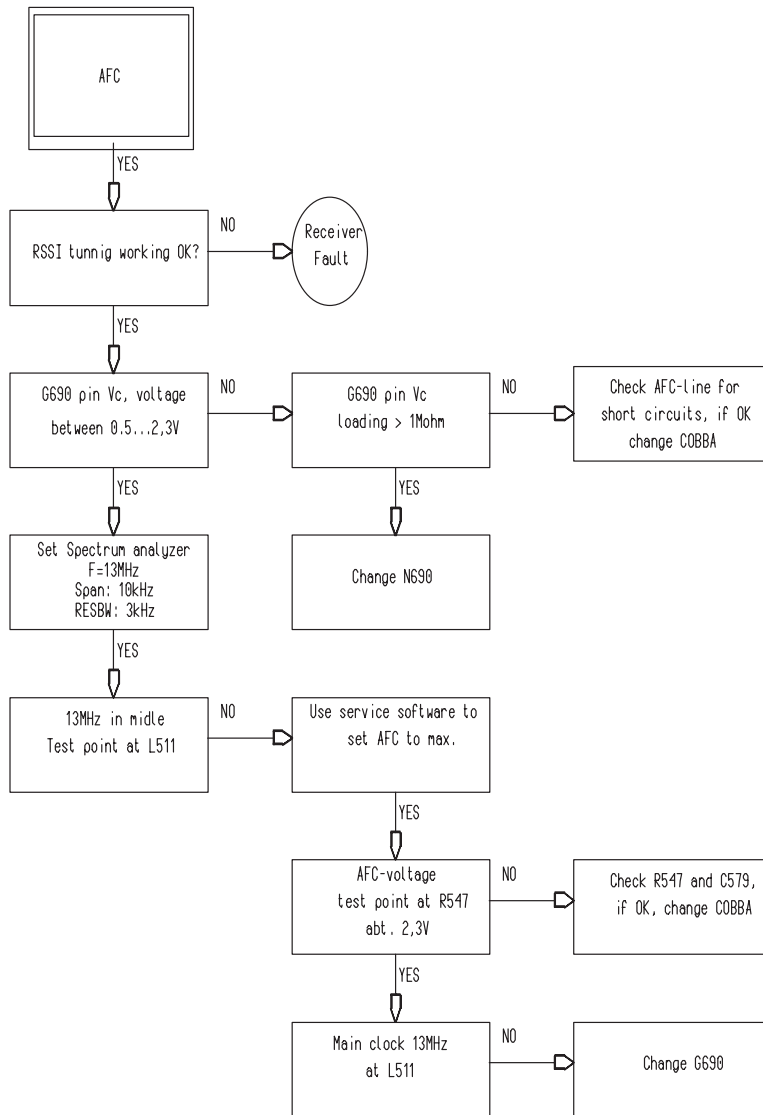 AFC
YES
RSSI tunnig working OK?
NO
Receiver
Fault
YES
G690 pin Vc, voltage
between 0.5...2,3V
NO
G690 pin Vc
loading > 1Mohm
NO
Check AFC-line for
short circuits, if OK
change COBBA
YES
YES
Set Spectrum analyzer
F=13MHz
Span: 10kHz
RESBW: 3kHz
Change N690
YES
13MHz in midle
Test point at L511
NO
Use service software to
set AFC to max.
YES
AFC-voltage
test point at R547
abt. 2,3V
NO
Check R547 and C579,
if OK, change COBBA
YES
Main clock 13MHz
at L511
NO
Change G690